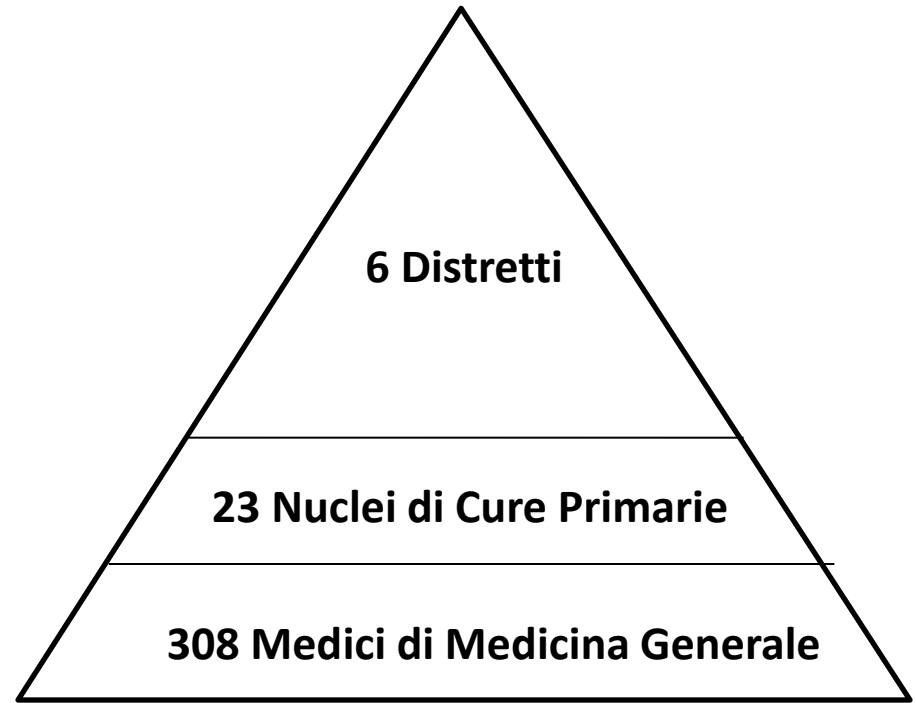 6 Distretti
23 Nuclei di Cure Primarie
308 Medici di Medicina Generale